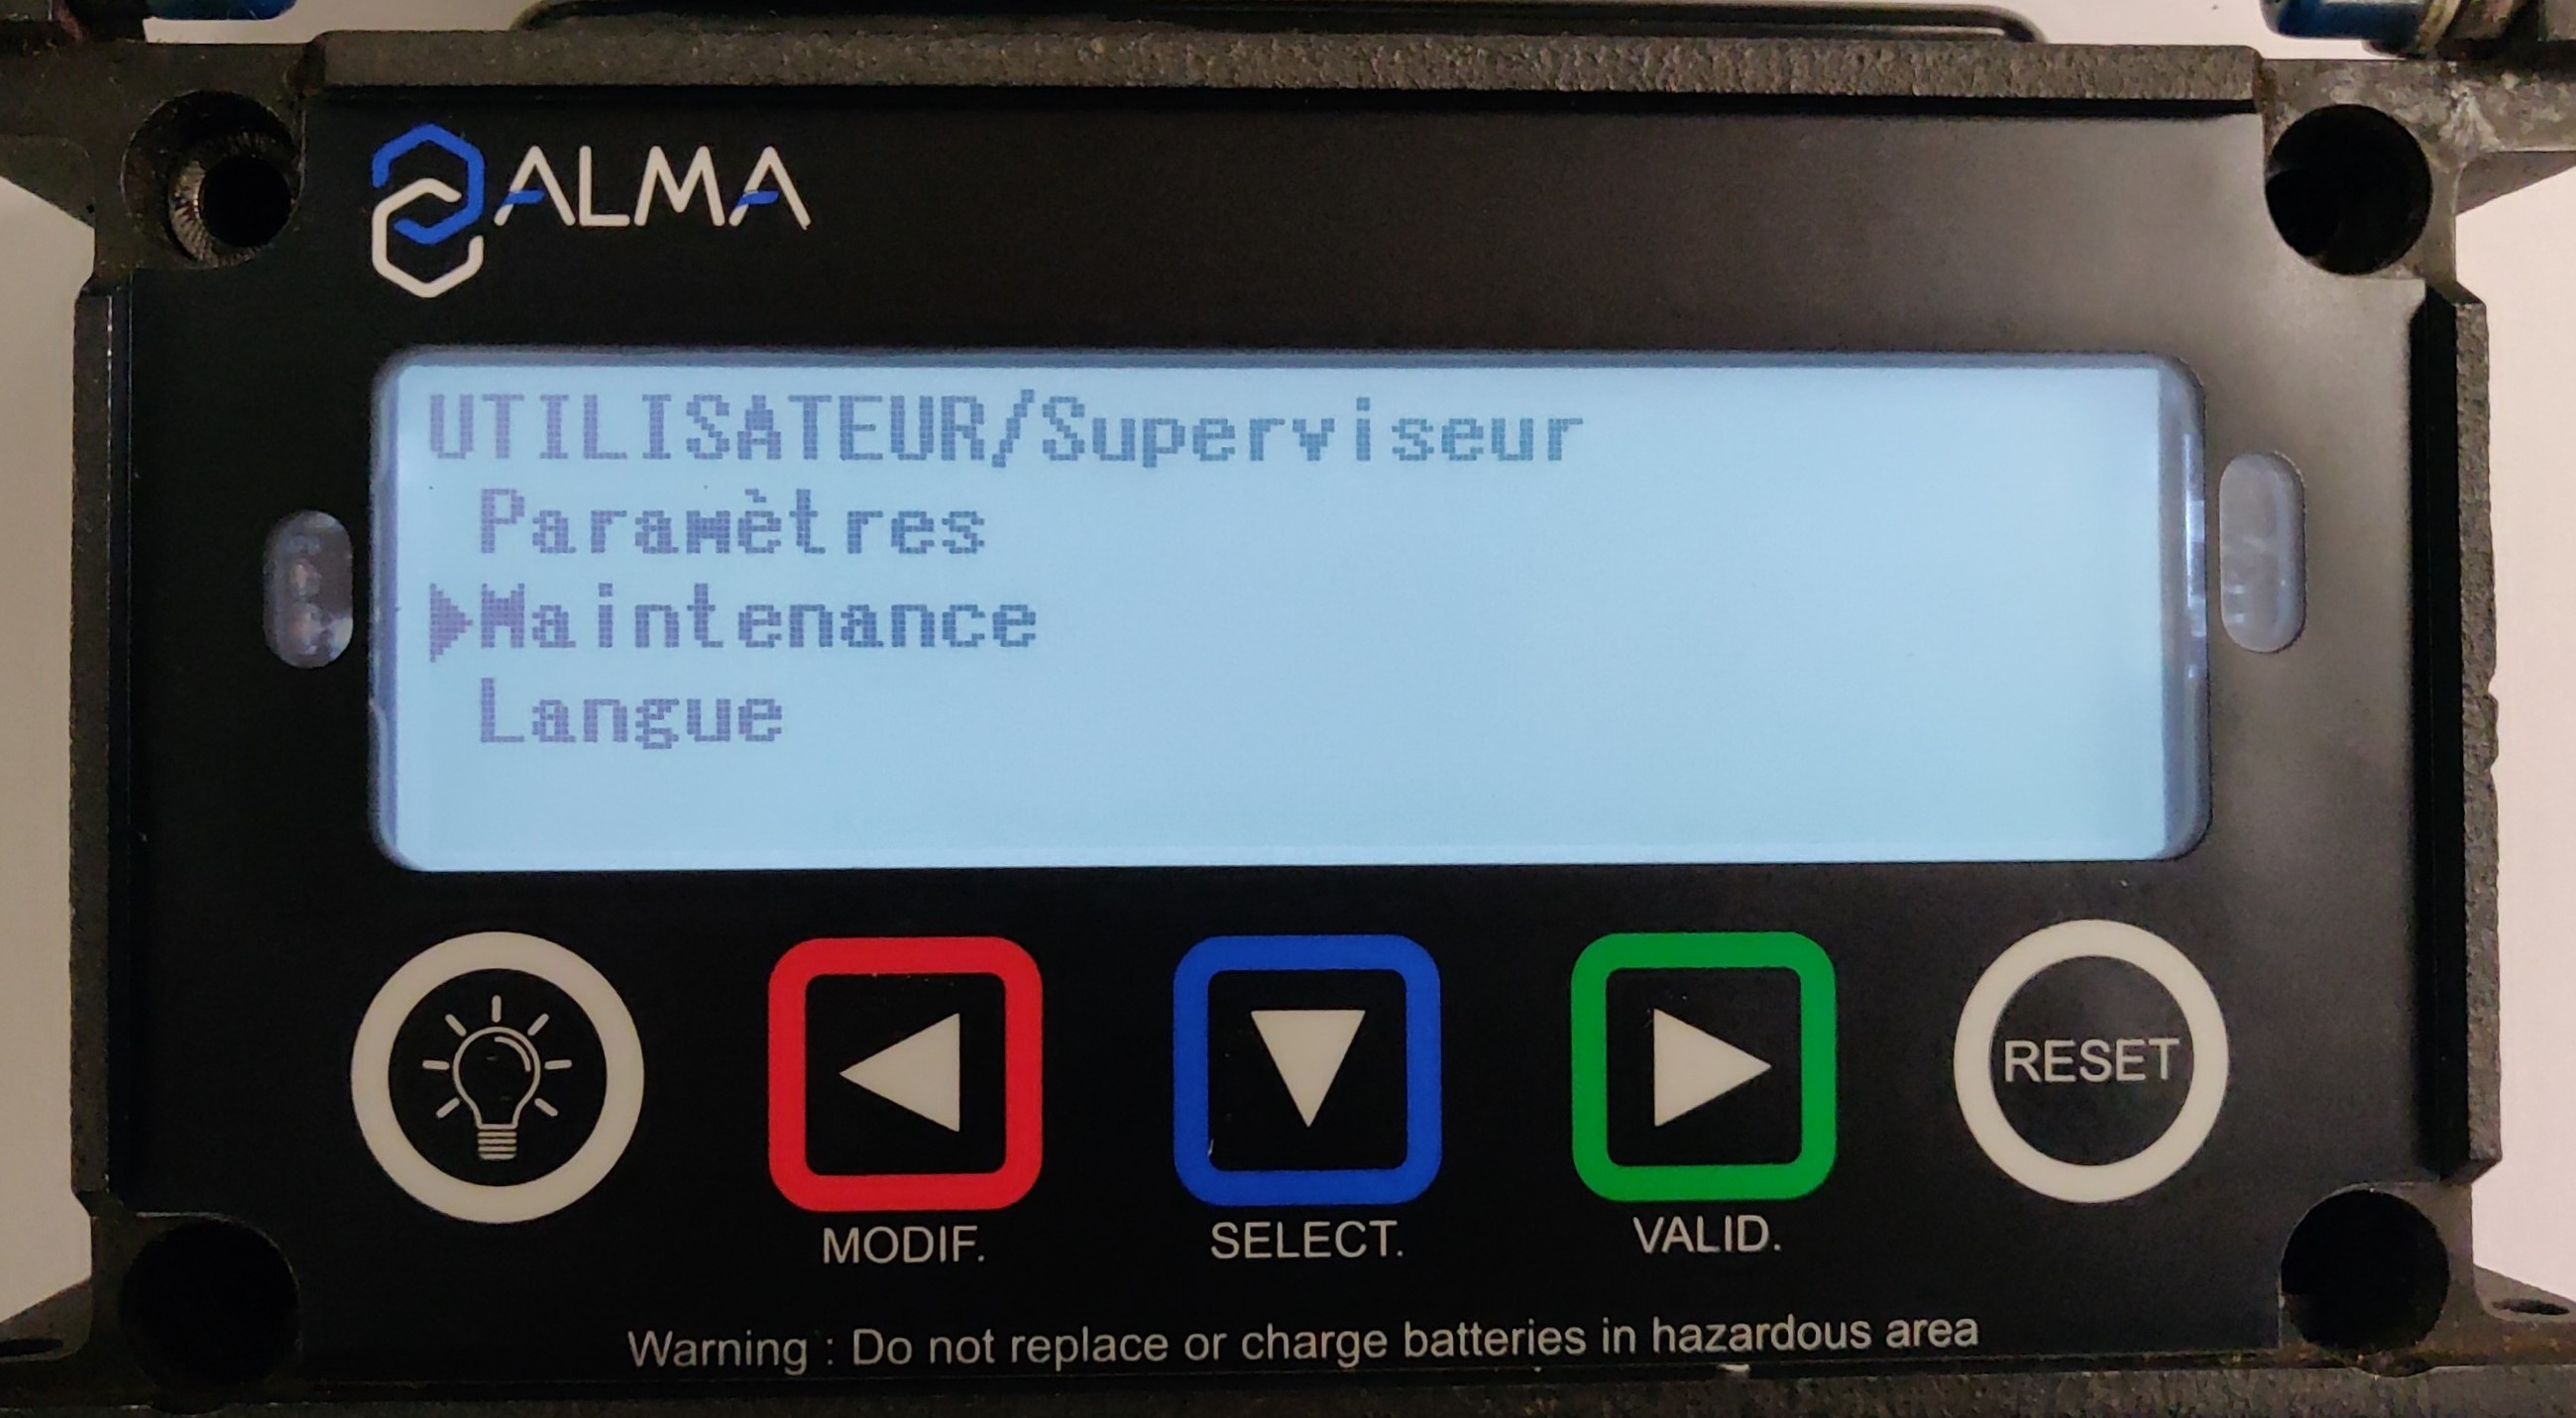 ALMA
UTILISATEUR/Superviseur
Paramètres
▶Maintenance
Langue
RESET
MODIF. SELECT. VALID.
Warning : Do not replace or charge batteries in hazardous area